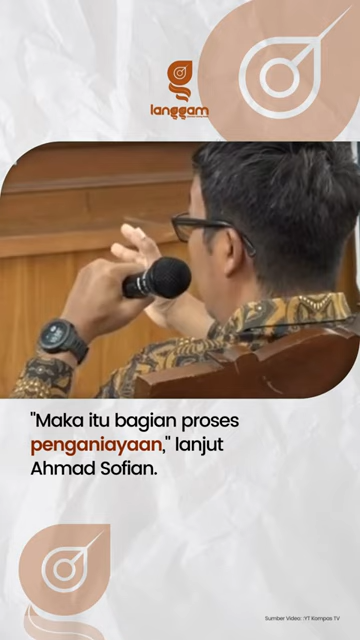 langgam
"Maka itu bagian proses
penganiayaan," lanjut
Ahmad Sofian.
Sumber Video: :YT Kompas TV